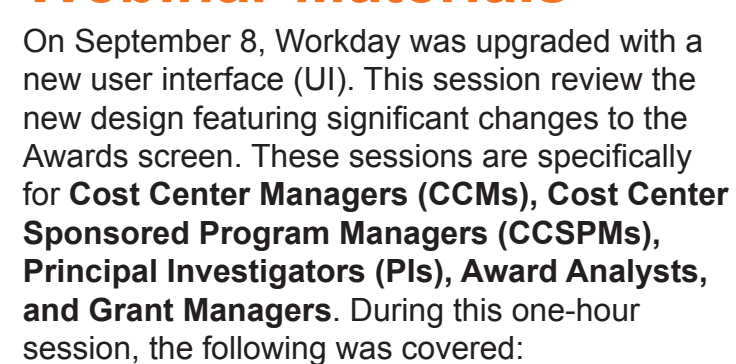 Webinar Materials
On September 8, Workday was upgraded with a
new user interface (UI). This session review the
new design featuring significant changes to the
Awards screen. These sessions are specifically
for Cost Center Managers (CCMs), Cost Center
Sponsored Program Managers (CCSPMs),
Principal Investigators (PIs), Award Analysts,
and Grant Managers. During this one-hour
session, the following was covered: